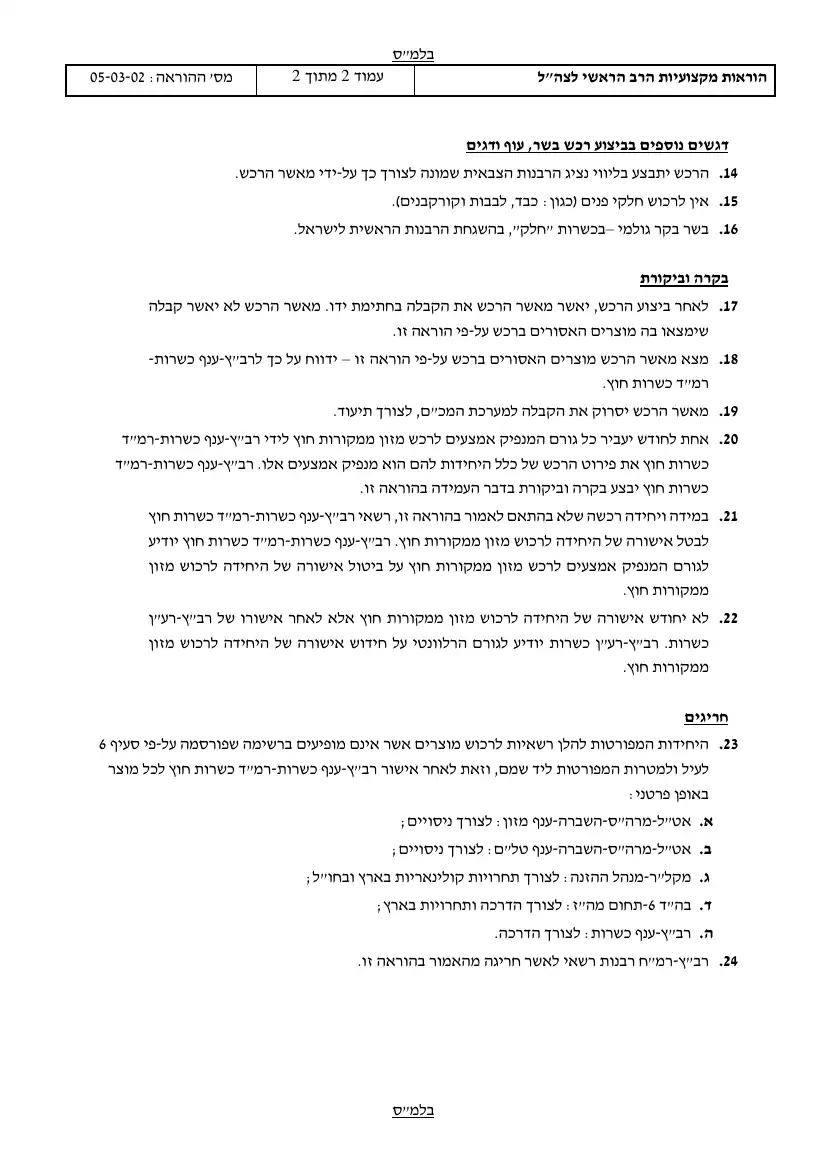 בלמ״ס
הוראות מקצועיות הרב הראשי לצה״ל עמוד 2 מתוך 2 מס׳ ההוראה: 05-03-02
דגשים נוספים בביצוע רכש בשר, עוף ודגים
14. הרכש יתבצע בליווי נציג הרבנות הצבאית שמונה לצורך כך על-ידי מאשר הרכש.
15. אין לרכוש חלקי פנים (כגון: כבד, לבבות וקורקבנים).
16. בשר בקר גולמי –בכשרות ״חלק״, בהשגחת הרבנות הראשית לישראל.
בקרה וביקורת
17. לאחר ביצוע הרכש, יאשר מאשר הרכש את הקבלה בחתימת ידו. מאשר הרכש לא יאשר קבלה
שימצאו בה מוצרים האסורים ברכש על-פי הוראה זו.
18. מצא מאשר הרכש מוצרים האסורים ברכש על-פי הוראה זו – ידווח על כך לרב״ץ-ענף כשרות-
רמ״ד כשרות חוץ.
19. מאשר הרכש יסרוק את הקבלה למערכת המכ״ם, לצורך תיעוד.
20. אחת לחודש יעביר כל גורם המנפיק אמצעים לרכש מזון ממקורות חוץ לידי רב״ץ-ענף כשרות-רמ״ד
כשרות חוץ את פירוט הרכש של כלל היחידות להם הוא מנפיק אמצעים אלו. רב״ץ-ענף כשרות-רמ״ד
כשרות חוץ יבצע בקרה וביקורת בדבר העמידה בהוראה זו.
21. במידה ויחידה רכשה שלא בהתאם לאמור בהוראה זו, רשאי רב״ץ-ענף כשרות-רמ״ד כשרות חוץ
לבטל אישורה של היחידה לרכוש מזון ממקורות חוץ. רב״ץ-ענף כשרות-רמ״ד כשרות חוץ יודיע
לגורם המנפיק אמצעים לרכש מזון ממקורות חוץ על ביטול אישורה של היחידה לרכוש מזון
ממקורות חוץ.
22. לא יחודש אישורה של היחידה לרכוש מזון ממקורות חוץ אלא לאחר אישורו של רב״ץ-רע״ן
כשרות. רב״ץ-רע״ן כשרות יודיע לגורם הרלוונטי על חידוש אישורה של היחידה לרכוש מזון
ממקורות חוץ.
חריגים
23. היחידות המפורטות להלן רשאיות לרכוש מוצרים אשר אינם מופיעים ברשימה שפורסמה על-פי סעיף 6
לעיל ולמטרות המפורטות ליד שמם, וזאת לאחר אישור רב״ץ-ענף כשרות-רמ״ד כשרות חוץ לכל מוצר
באופן פרטני:
א. אט״ל-מרה״ס-השברה-ענף מזון: לצורך ניסויים;
ב. אט״ל-מרה״ס-השברה-ענף טל״ם: לצורך ניסויים;
ג. מקל״ר-מנהל ההזנה: לצורך תחרויות קולינאריות בארץ ובחו״ל;
ד. בה״ד 6-תחום מה״ז: לצורך הדרכה ותחרויות בארץ;
ה. רב״ץ-ענף כשרות: לצורך הדרכה.
24. רב״ץ-רמ״ח רבנות רשאי לאשר חריגה מהאמור בהוראה זו.
בלמ״ס